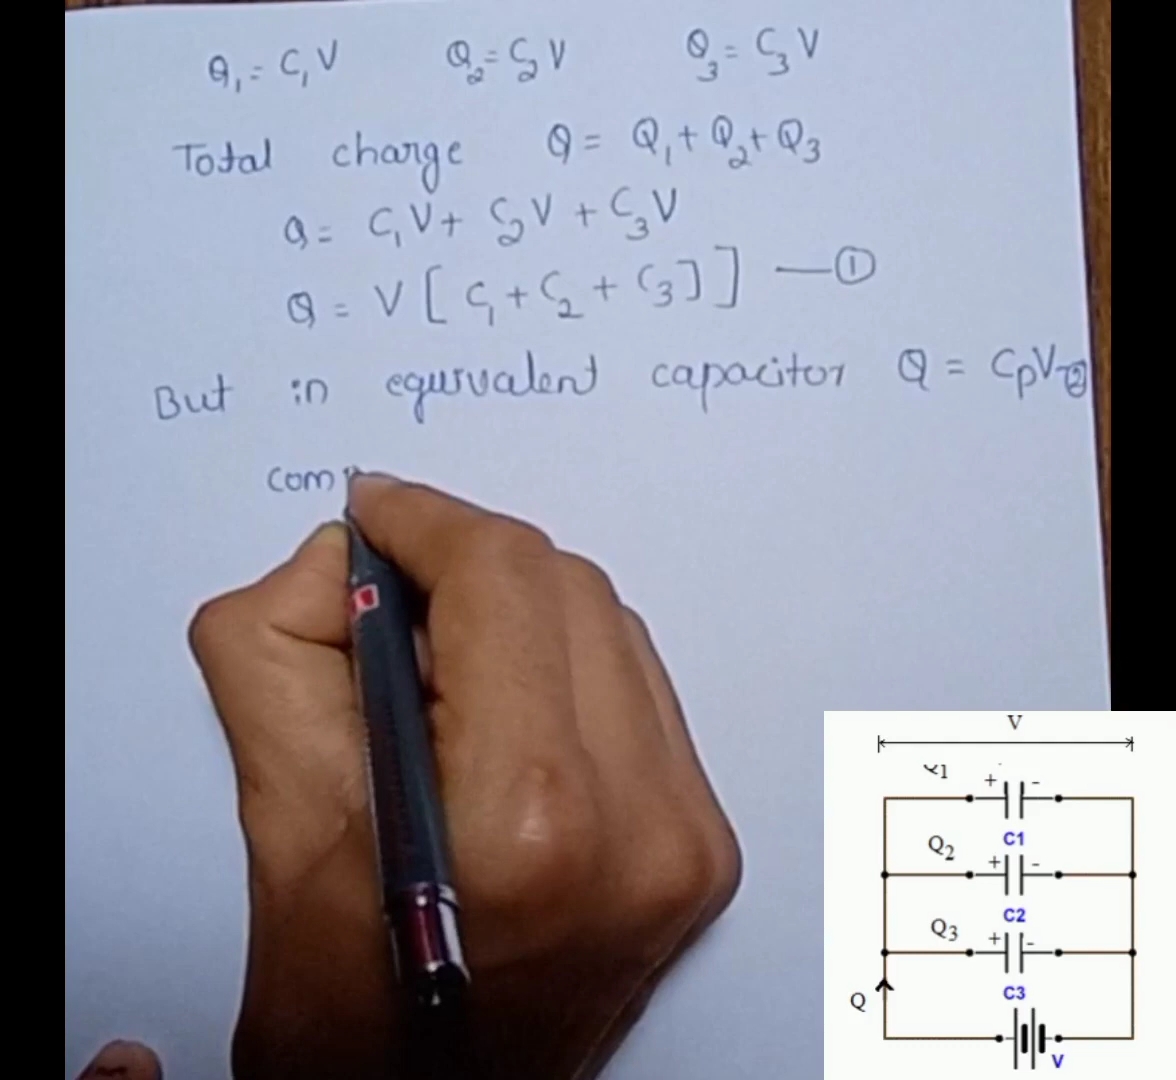 Q₁ = C₁V Q₂ = C₂V Q₃ = C₃V
Total charge Q = Q₁ + Q₂ + Q₃
Q = C₁V + C₂V + C₃V
Q = V [ C₁ + C₂ + C₃] ] — ①
But in equivalent capacitor Q = CpV — ②
com
V
+ -
C1
Q₂ + -
C2
Q₃ + -
C3
Q
V